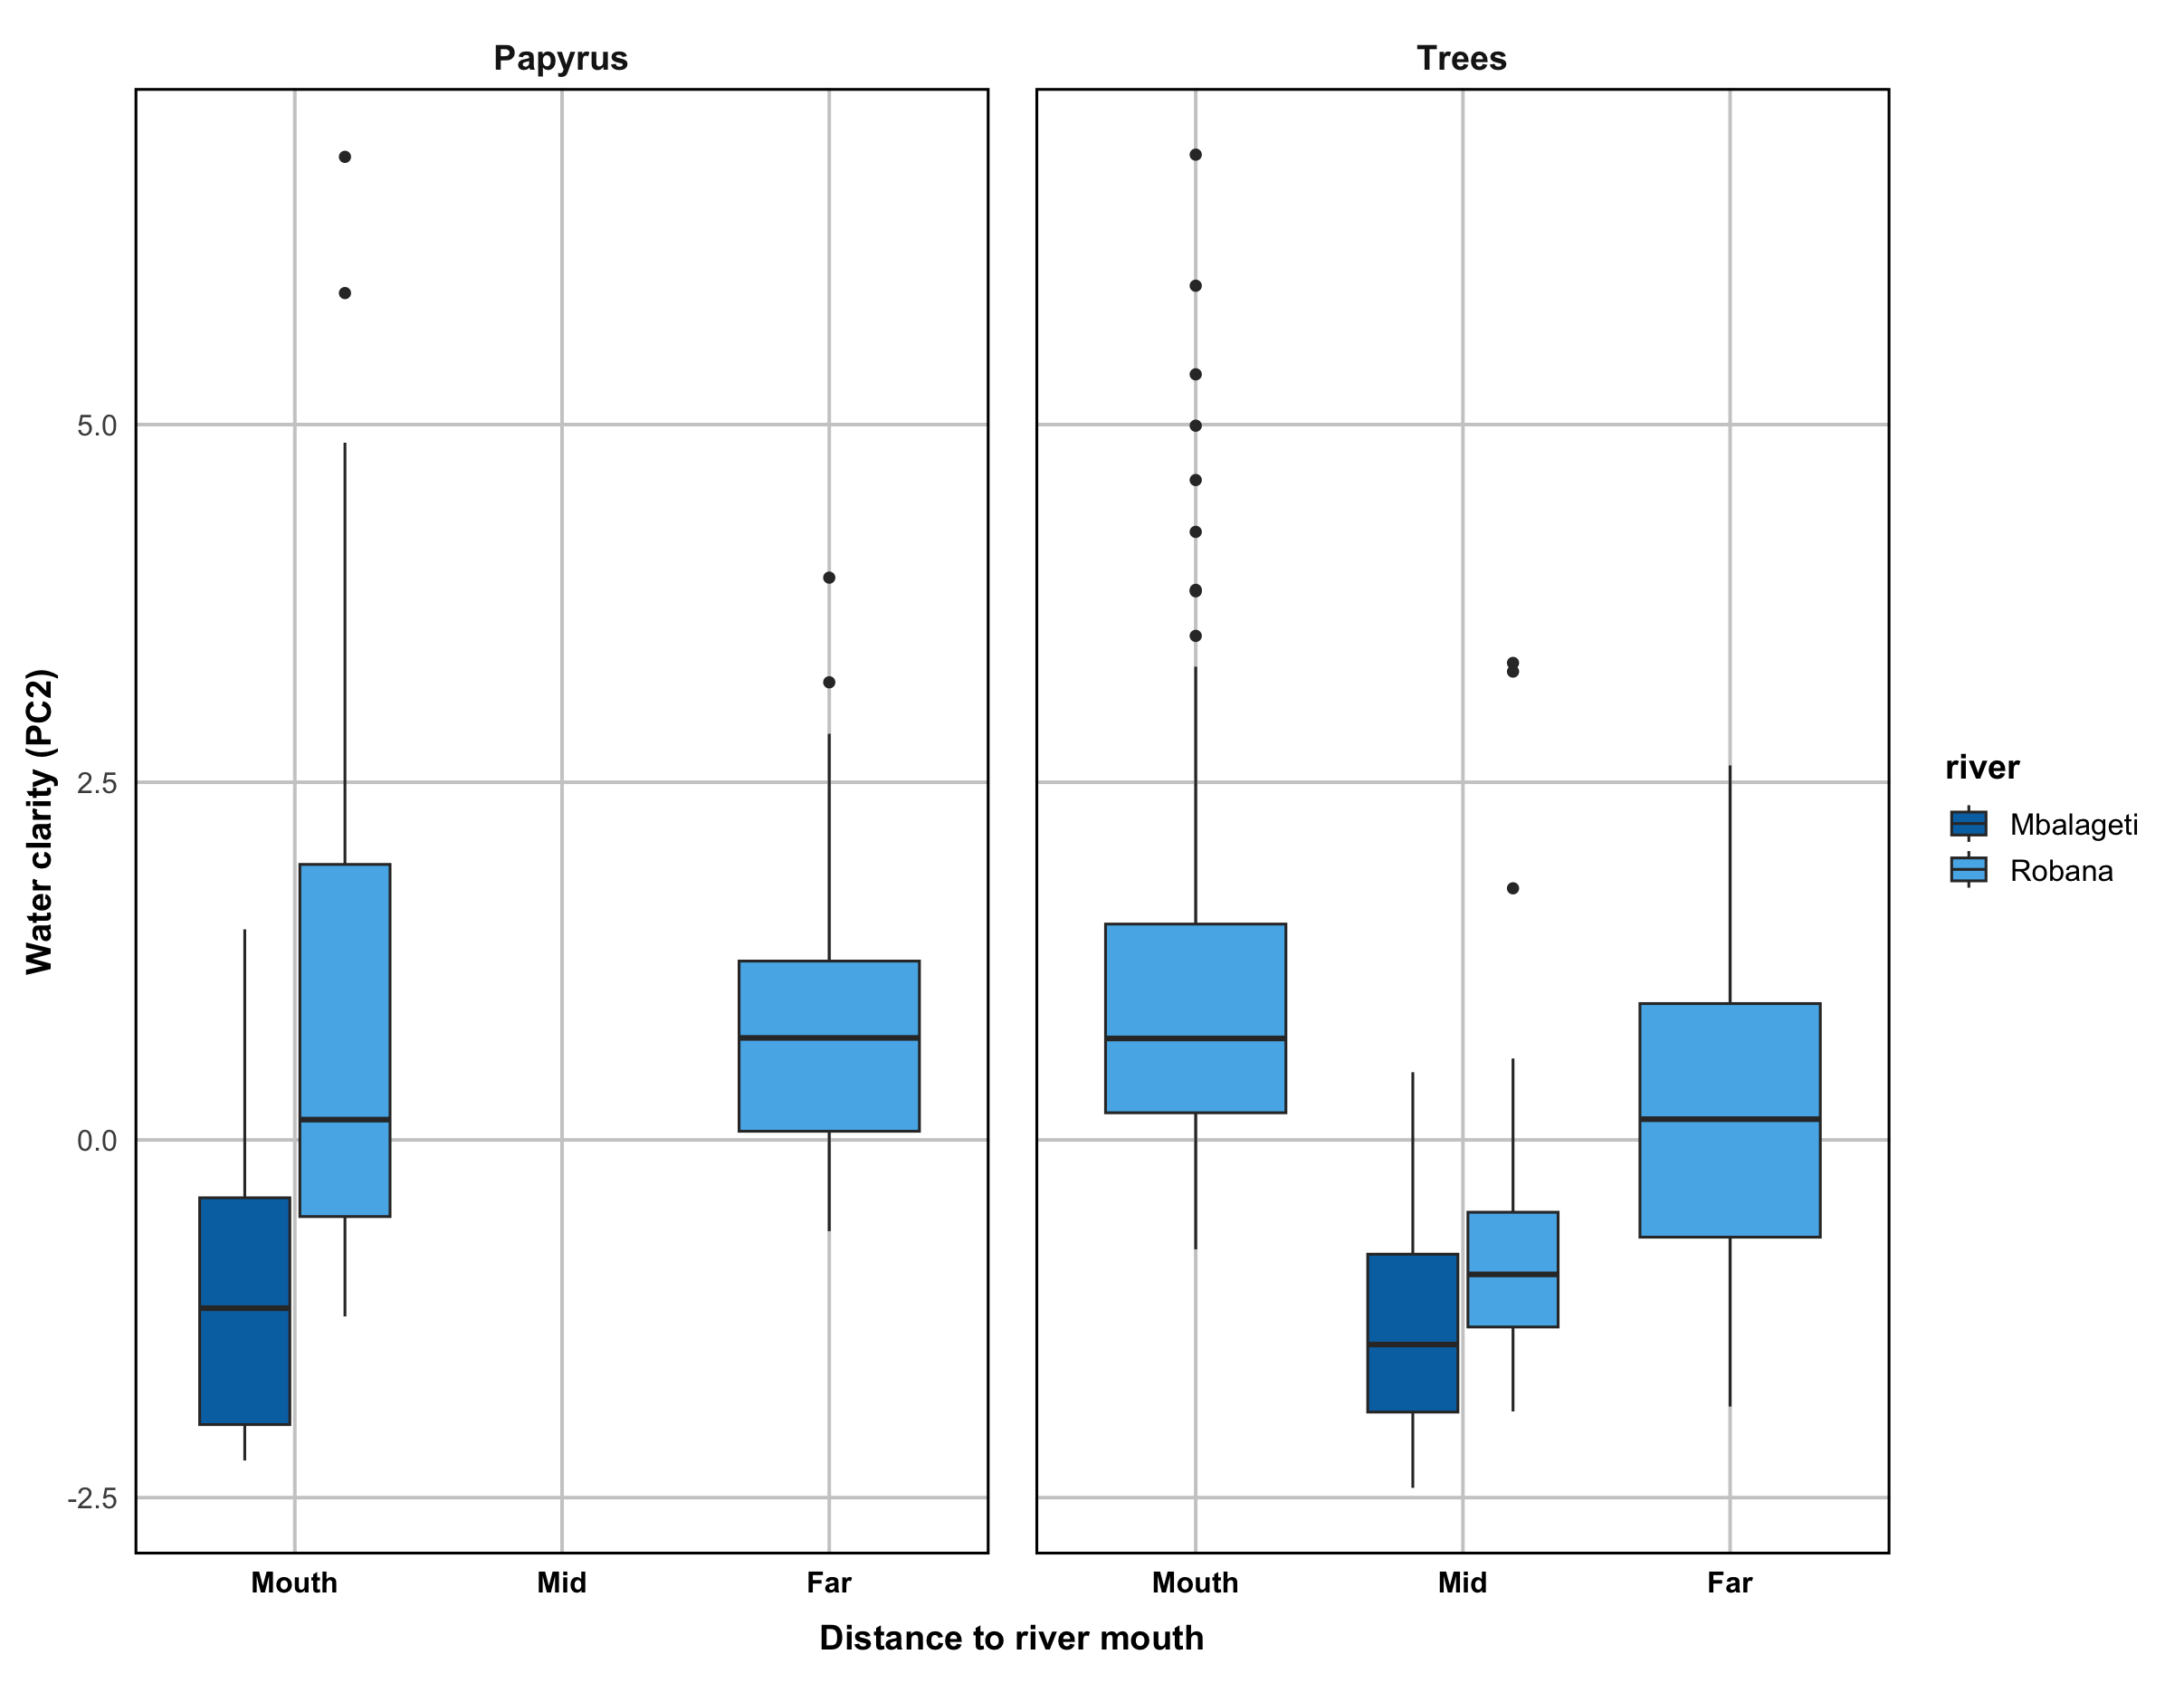 Papyrus
Trees
5.0
2.5
0.0
-2.5
Water clarity (PC2)
Mouth
Mid
Far
Mouth
Mid
Far
Distance to river mouth
river
Mbalageti
Robana